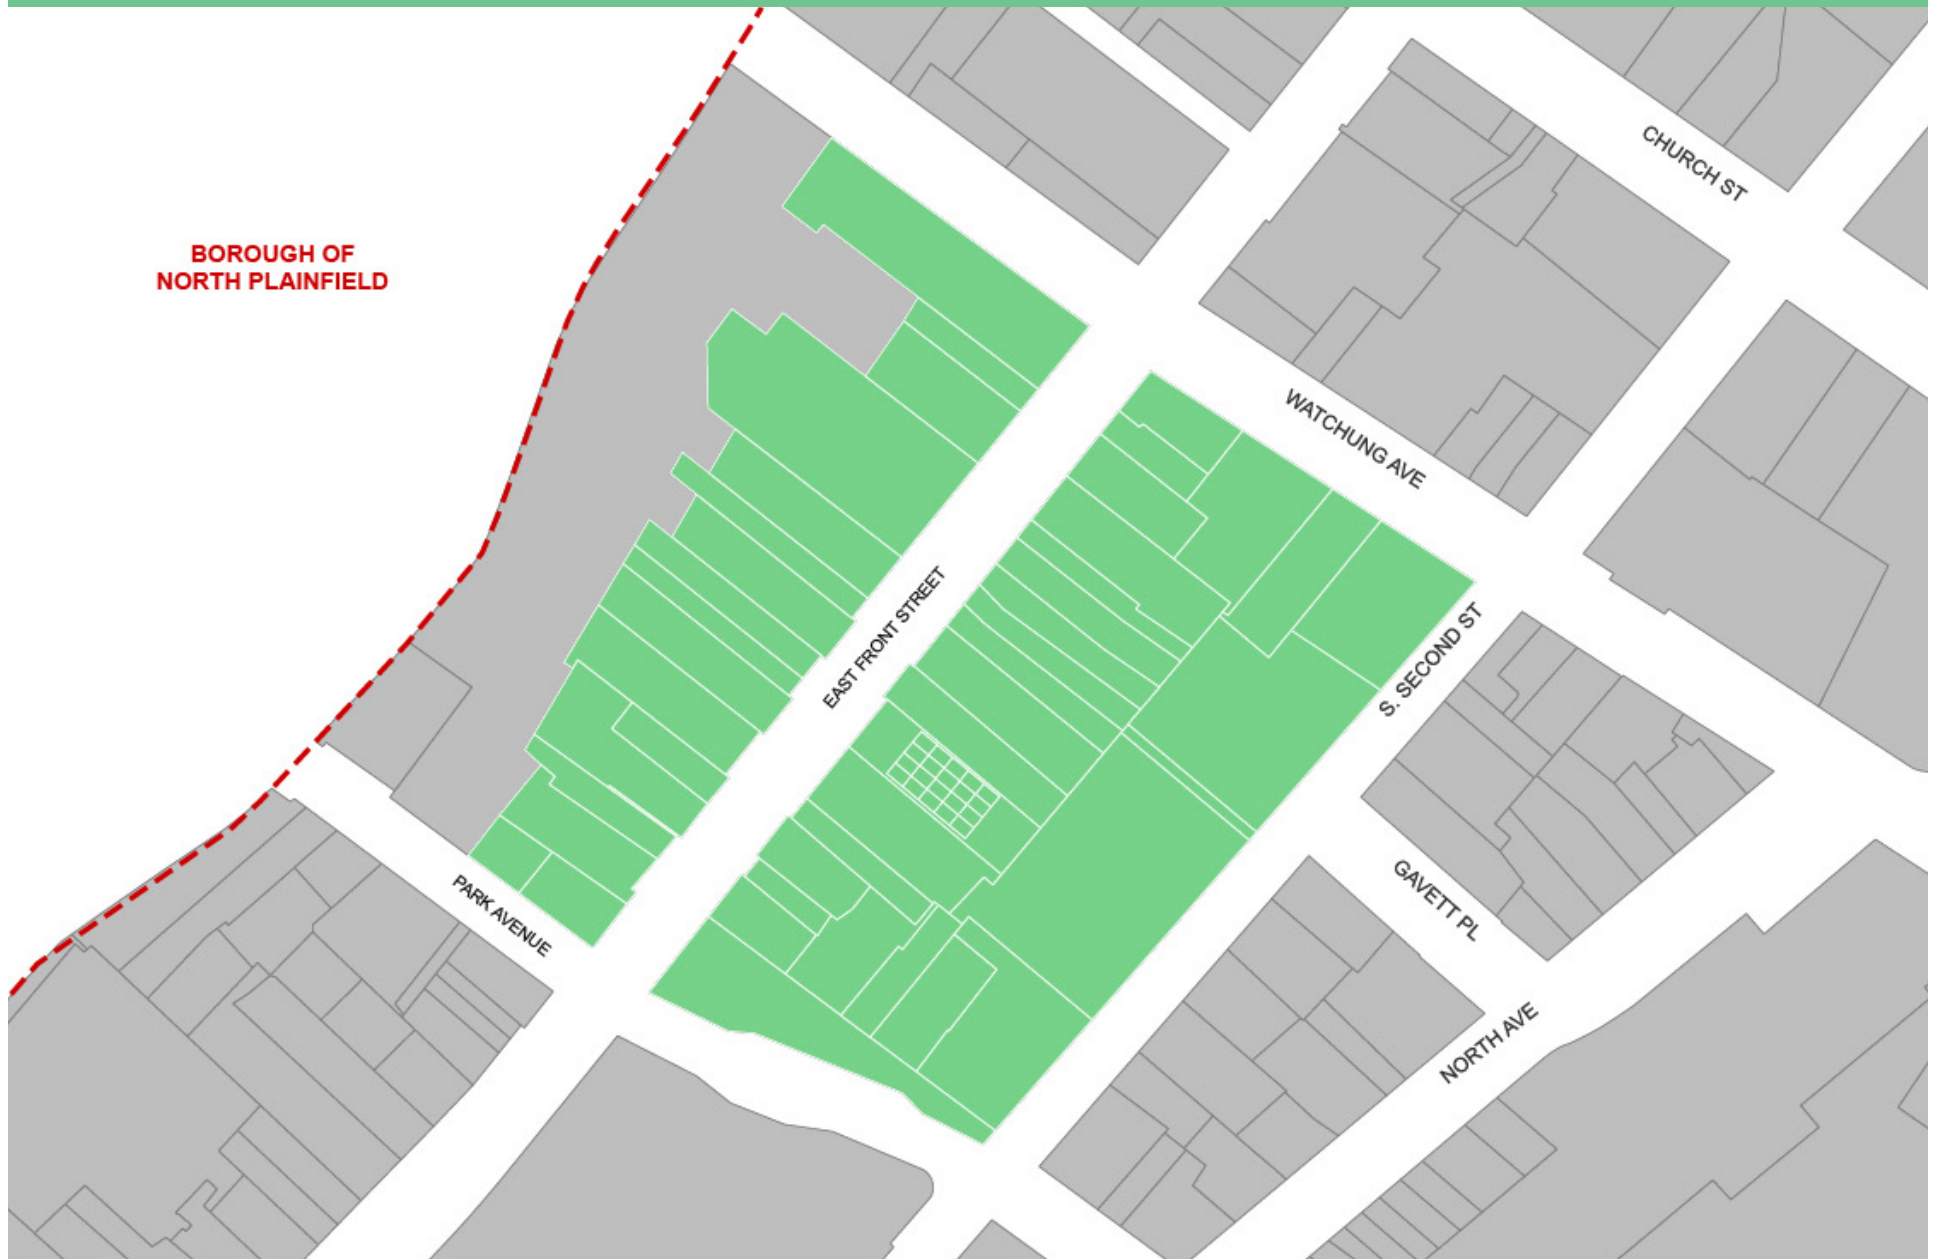 CHURCH ST
BOROUGH OF
NORTH PLAINFIELD
WATCHUNG AVE
EAST FRONT STREET
S. SECOND ST
PARK AVENUE
GAVETT PL
NORTH AVE